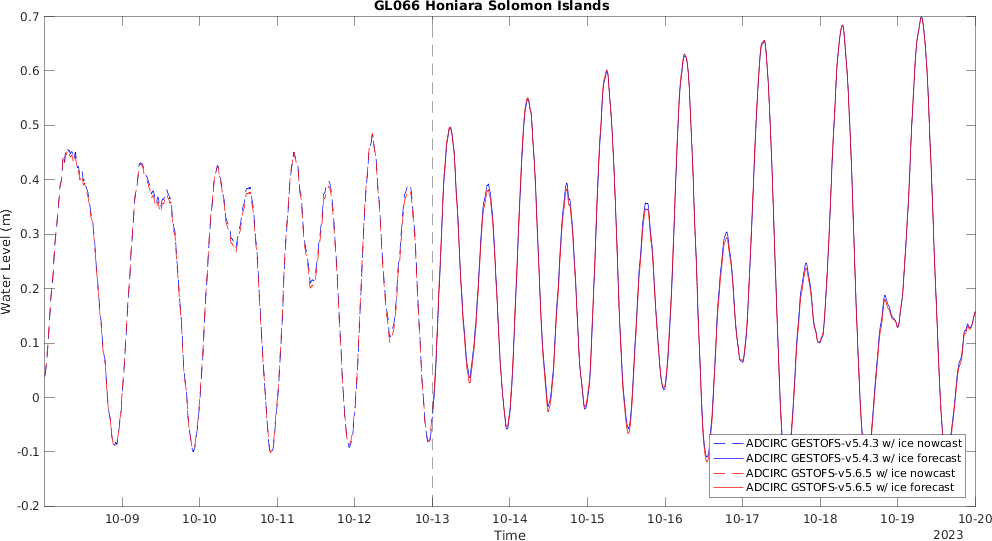 GL066 Honiara Solomon Islands
0.7
0.6
0.5
0.4
0.3
0.2
0.1
0
-0.1
-0.2
Water Level (m)
ADCIRC GESTOFS-v5.4.3 w/ ice nowcast
ADCIRC GESTOFS-v5.4.3 w/ ice forecast
ADCIRC GSTOFS-v5.6.5 w/ ice nowcast
ADCIRC GSTOFS-v5.6.5 w/ ice forecast
10-09 10-10 10-11 10-12 10-13 10-14 10-15 10-16 10-17 10-18 10-19 10-20
Time
2023